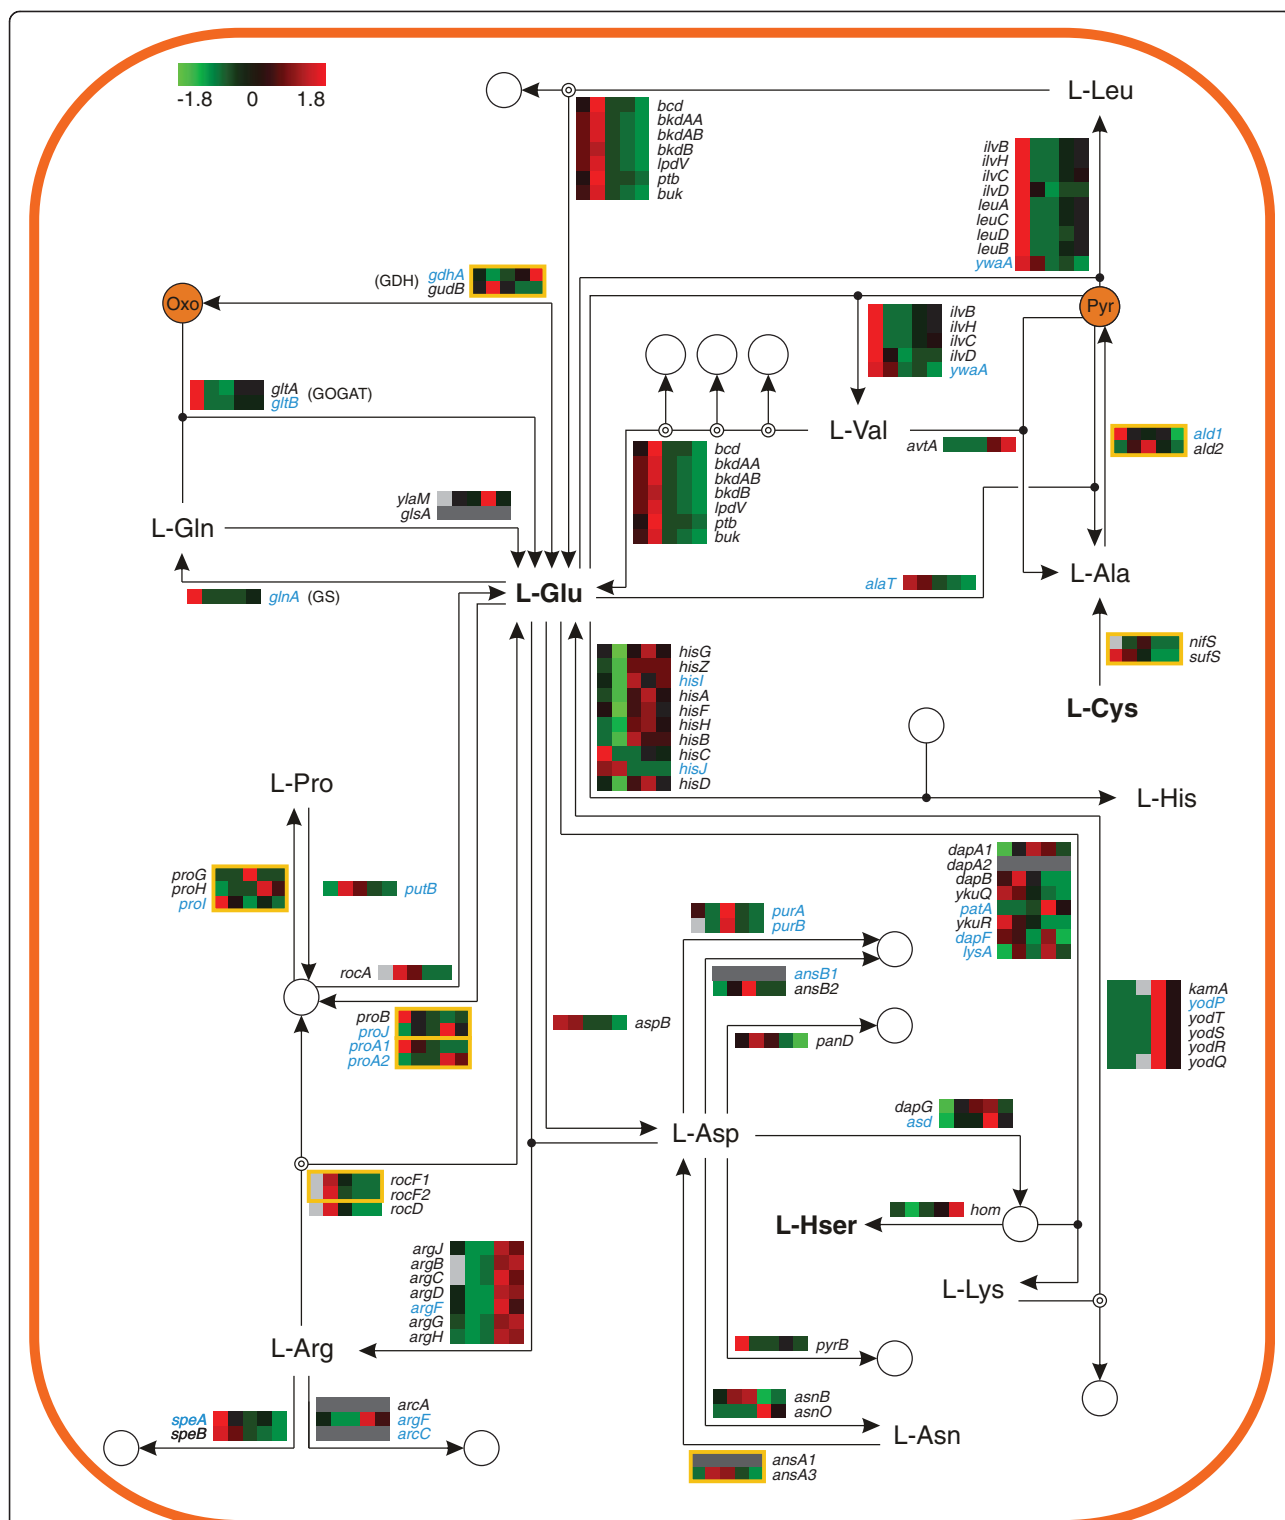 -1.8 0 1.8
L-Leu
bcd
bkdAA
bkdAB
bkdB
lpdV
ptb
buk
ilvB
ilvH
ilvC
ilvD
leuA
leuC
leuD
leuB
ywaA
(GDH) gdhA
gudB
Oxo
Pyr
ilvB
ilvH
ilvC
ilvD
ywaA
gltA
gltB
(GOGAT)
L-Val
avtA
ald1
ald2
bcd
bkdAA
bkdAB
bkdB
lpdV
ptb
buk
ylaM
glsA
L-Gln
L-Glu
alaT
L-Ala
glnA (GS)
nifS
sufS
L-Cys
hisG
hisZ
hisI
hisA
hisF
hisH
hisB
hisC
hisJ
hisD
L-Pro
L-His
proG
proH
proI
putB
dapA1
dapA2
dapB
ykuQ
patA
ykuR
dapF
lysA
purA
purB
rocA
ansB1
ansB2
kamA
yodP
yodT
yodS
yodR
yodQ
proB
proJ
proA1
proA2
aspB
panD
dapG
asd
L-Asp
rocF1
rocF2
rocD
hom
L-Hser
argJ
argB
argC
argD
argF
argG
argH
L-Lys
L-Arg
pyrB
speA
speB
arcA
argF
arcC
asnB
asnO
L-Asn
ansA1
ansA3